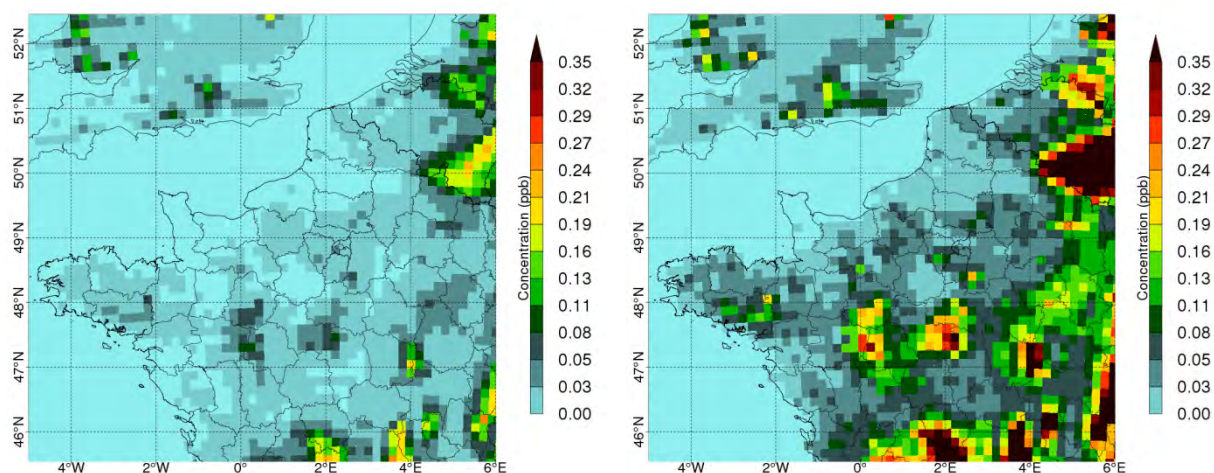 52°N
51°N
50°N
49°N
48°N
47°N
46°N
4°W 2°W 0° 2°E 4°E 6°E
Concentration (ppb)
0.35
0.32
0.29
0.27
0.24
0.21
0.19
0.16
0.13
0.11
0.08
0.05
0.03
0.00
52°N
51°N
50°N
49°N
48°N
47°N
46°N
4°W 2°W 0° 2°E 4°E 6°E
Concentration (ppb)
0.35
0.32
0.29
0.27
0.24
0.21
0.19
0.16
0.13
0.11
0.08
0.05
0.03
0.00